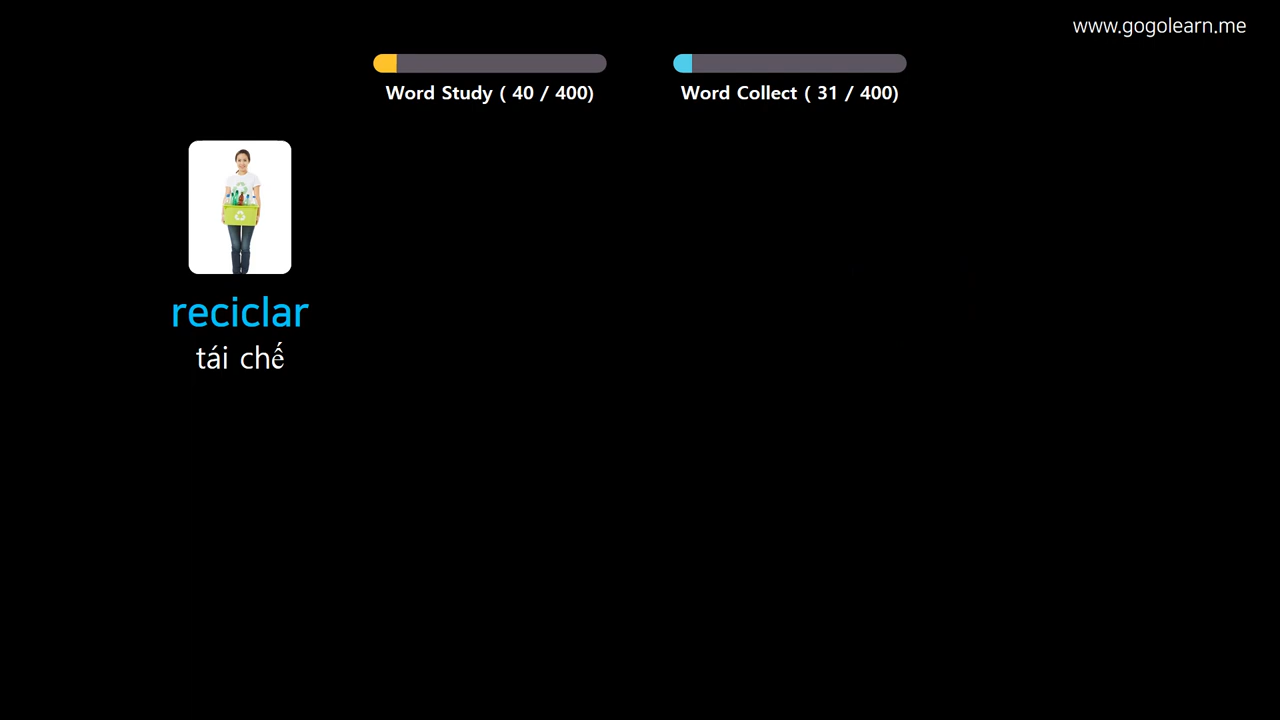 www.gogolearn.me
Word Study ( 40 / 400)
Word Collect ( 31 / 400)
reciclar
tái chế